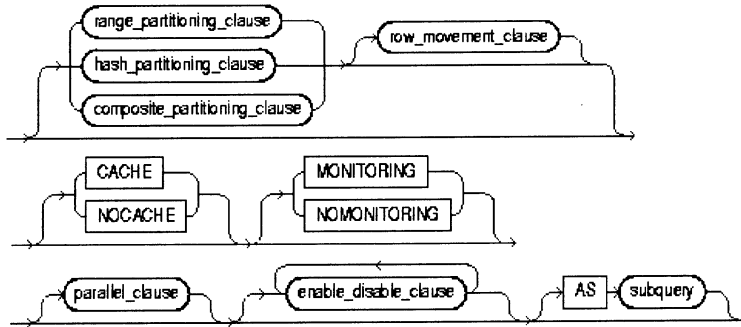 range_partitioning_clause
hash_partitioning_clause
composite_partitioning_clause
row_movement_clause
CACHE
NOCACHE
MONITORING
NOMONITORING
parallel_clause
enable_disable_clause
AS
subquery